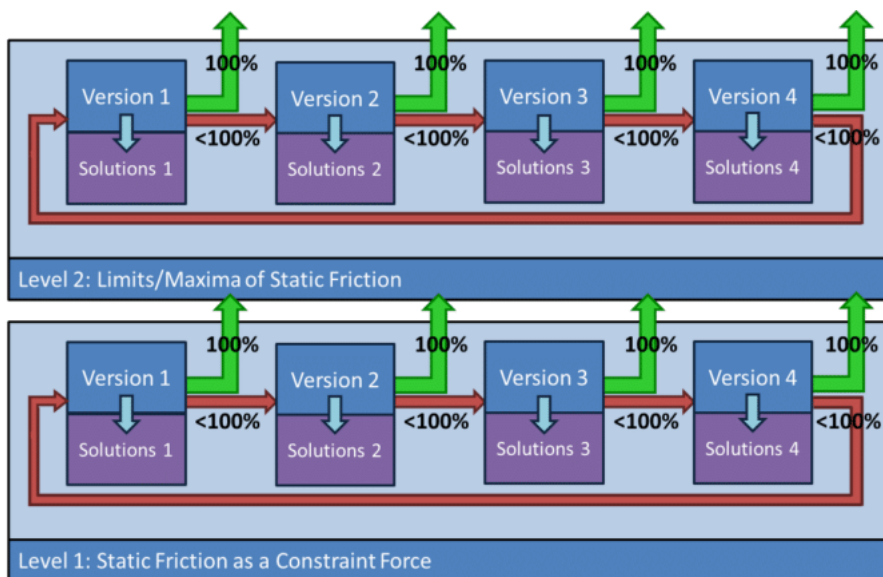 100% 100% 100% 100%
Version 1 Version 2 Version 3 Version 4
<100% <100% <100% <100%
Solutions 1 Solutions 2 Solutions 3 Solutions 4
Level 2: Limits/Maxima of Static Friction
100% 100% 100% 100%
Version 1 Version 2 Version 3 Version 4
<100% <100% <100% <100%
Solutions 1 Solutions 2 Solutions 3 Solutions 4
Level 1: Static Friction as a Constraint Force